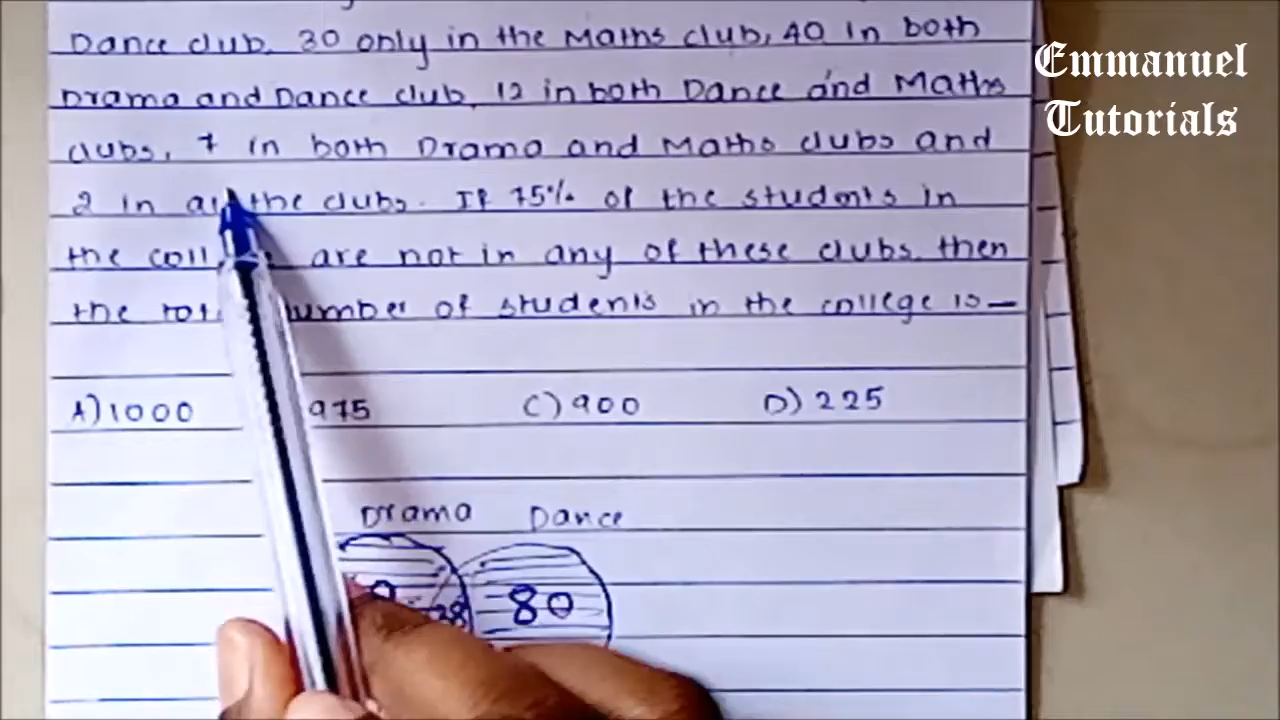 Dance club, 30 only in the Maths club, 40 in both
Drama and Dance club, 12 in both Dance and Maths
clubs, 7 in both Drama and Maths clubs and
2 in all the clubs. If 75% of the students in
the are not in any of these clubs, then
the number of students in the college is —
A) 1000 975 C) 900 D) 225
Drama Dance
38 80
Emmanuel
Tutorials